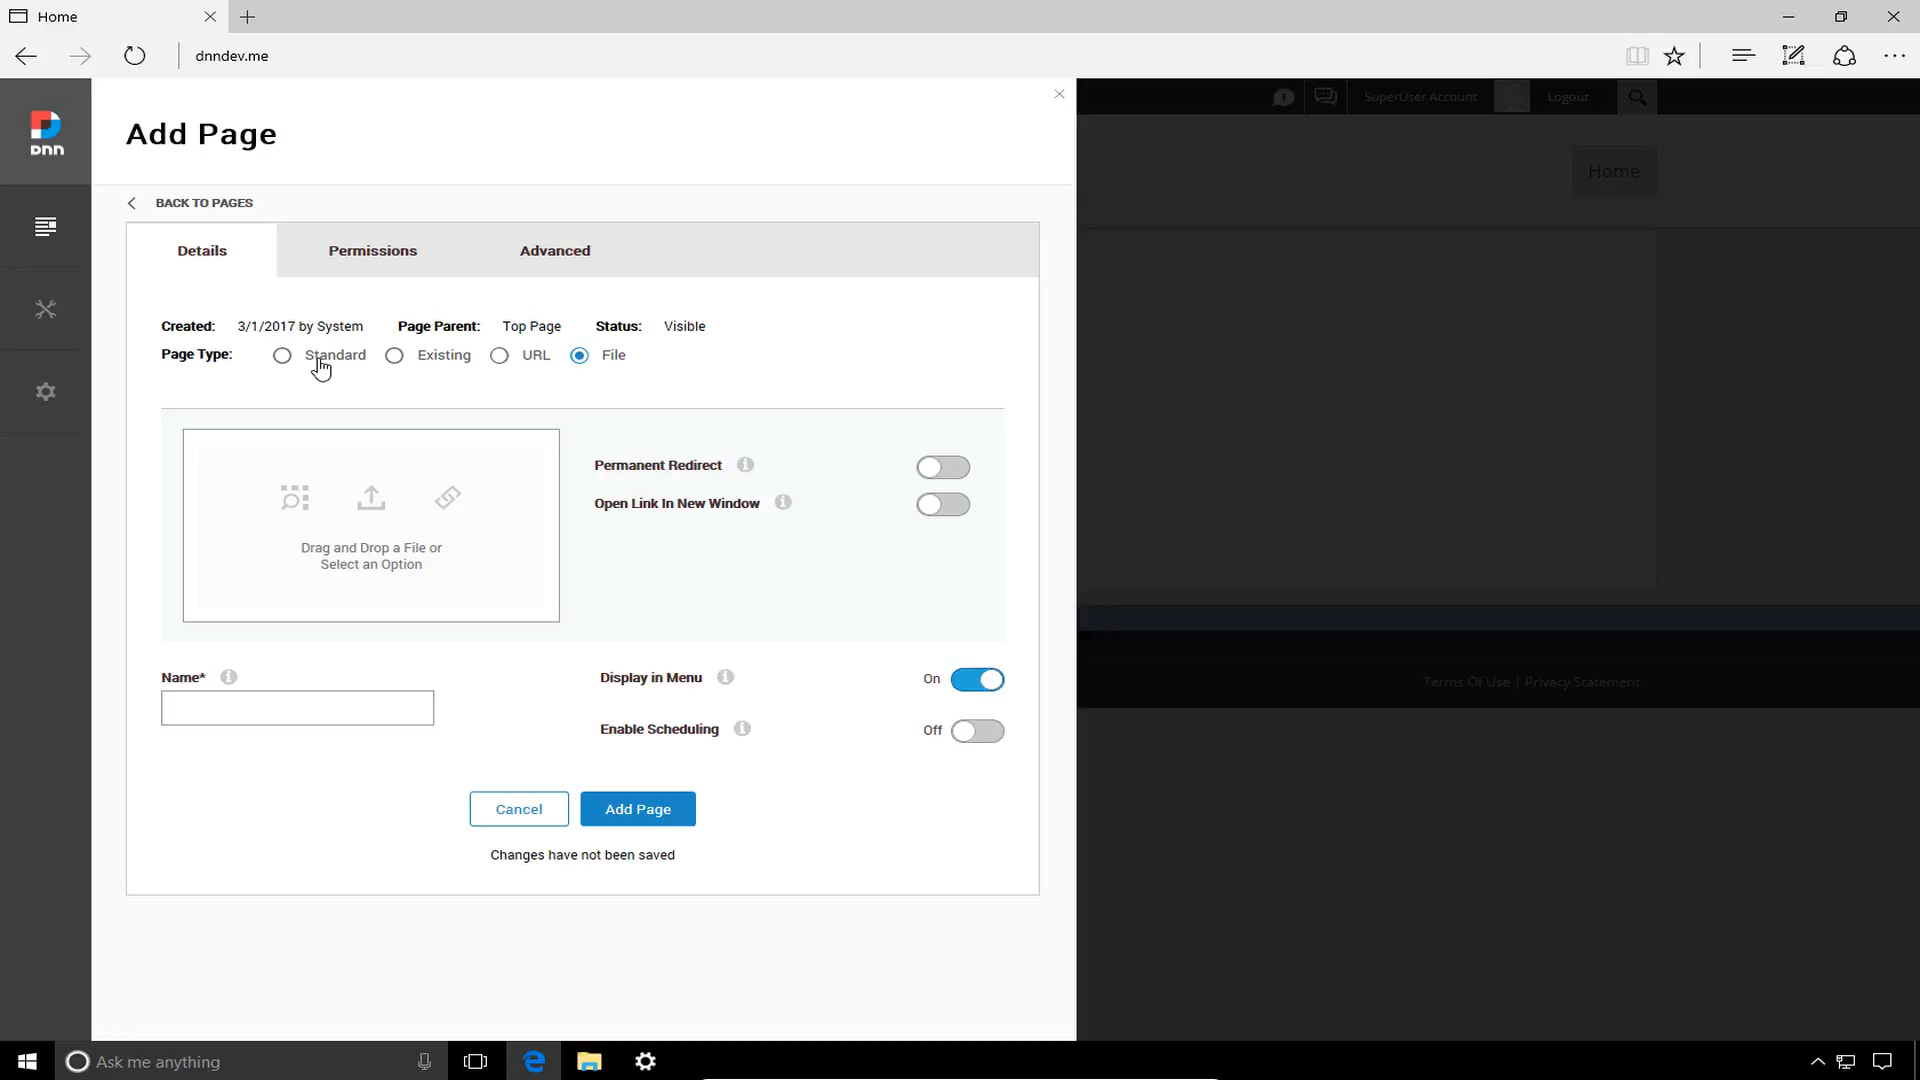 Home
dnndev.me
SuperUser Account
Logout
Home
Dnn
Add Page
BACK TO PAGES
Details
Permissions
Advanced
Created: 3/1/2017 by System Page Parent: Top Page Status: Visible
Page Type: Standard Existing URL File
Drag and Drop a File or
Select an Option
Permanent Redirect
Open Link In New Window
Name*
Display in Menu
On
Enable Scheduling
Off
Cancel
Add Page
Changes have not been saved
Terms Of Use | Privacy Statement
Ask me anything